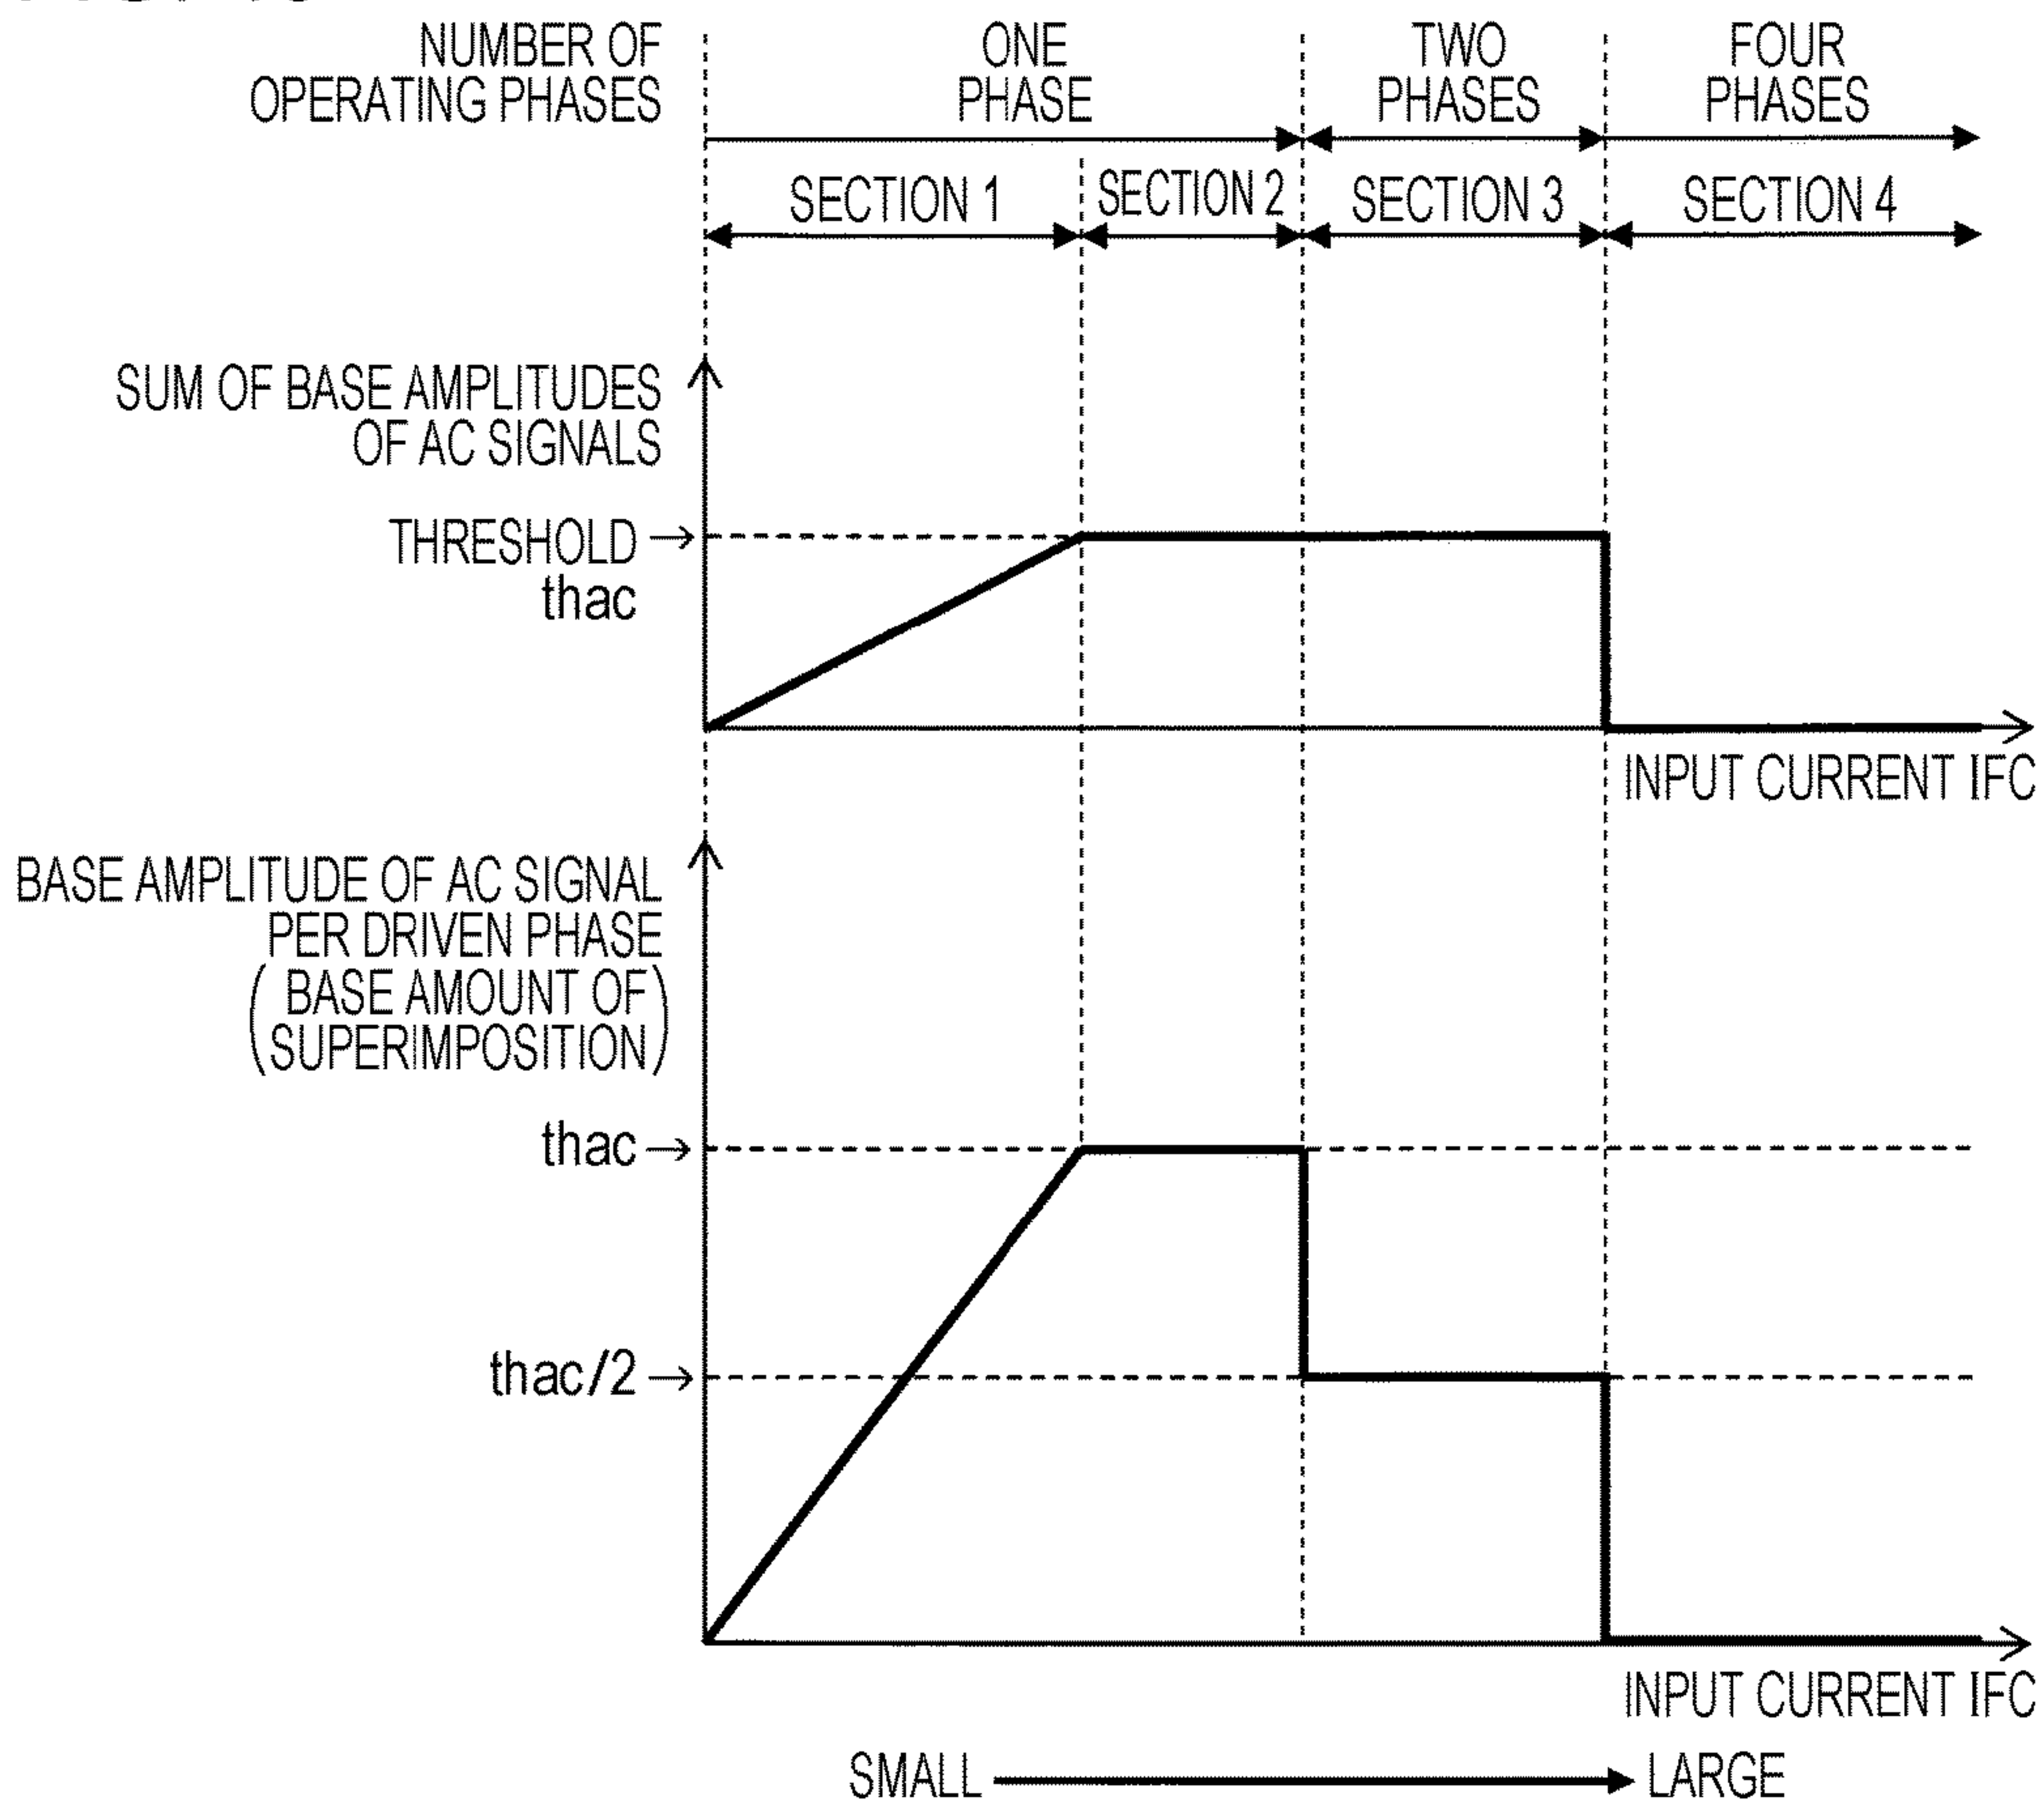 NUMBER OF
OPERATING PHASES
ONE
PHASE
TWO
PHASES
FOUR
PHASES
SECTION 1
SECTION 2
SECTION 3
SECTION 4
SUM OF BASE AMPLITUDES
OF AC SIGNALS
THRESHOLD
thac
INPUT CURRENT IFC
BASE AMPLITUDE OF AC SIGNAL
PER DRIVEN PHASE
(BASE AMOUNT OF
SUPERIMPOSITION)
thac
thac/2
INPUT CURRENT IFC
SMALL
LARGE